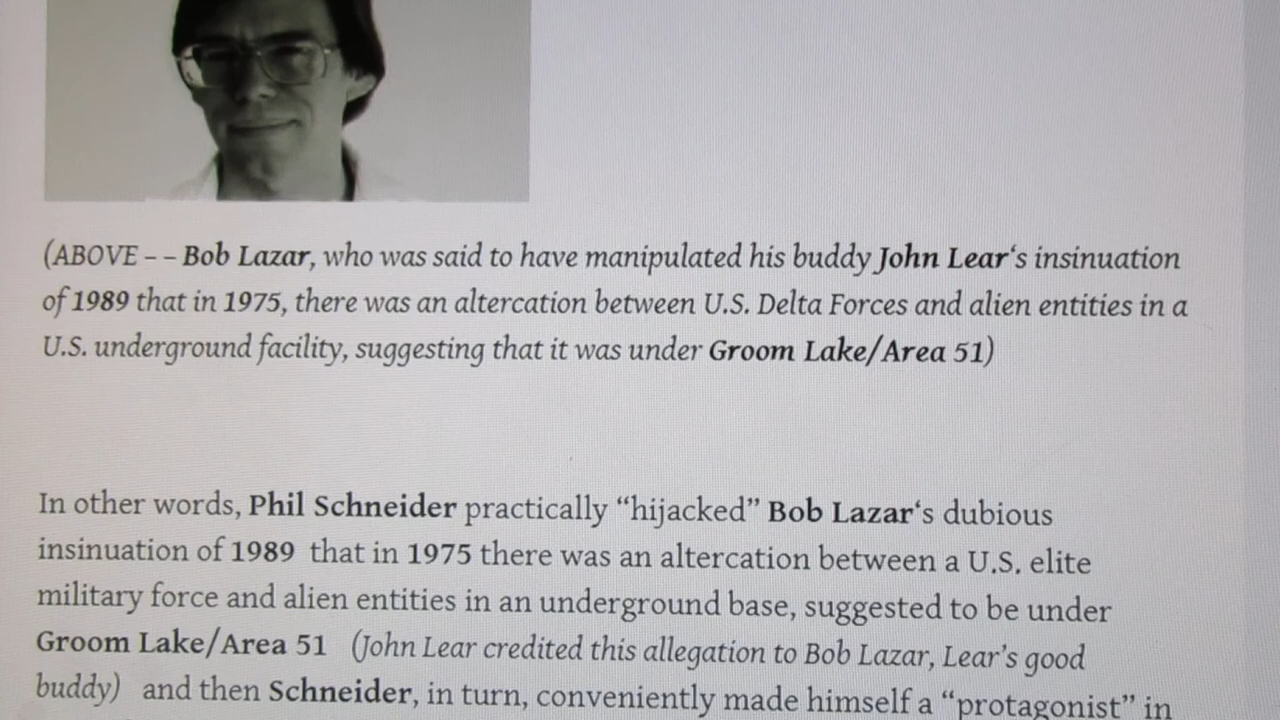 (ABOVE – – Bob Lazar, who was said to have manipulated his buddy John Lear‘s insinuation
of 1989 that in 1975, there was an altercation between U.S. Delta Forces and alien entities in a
U.S. underground facility, suggesting that it was under Groom Lake/Area 51)
In other words, Phil Schneider practically “hijacked” Bob Lazar‘s dubious
insinuation of 1989 that in 1975 there was an altercation between a U.S. elite
military force and alien entities in an underground base, suggested to be under
Groom Lake/Area 51 (John Lear credited this allegation to Bob Lazar, Lear’s good
buddy) and then Schneider, in turn, conveniently made himself a “protagonist” in